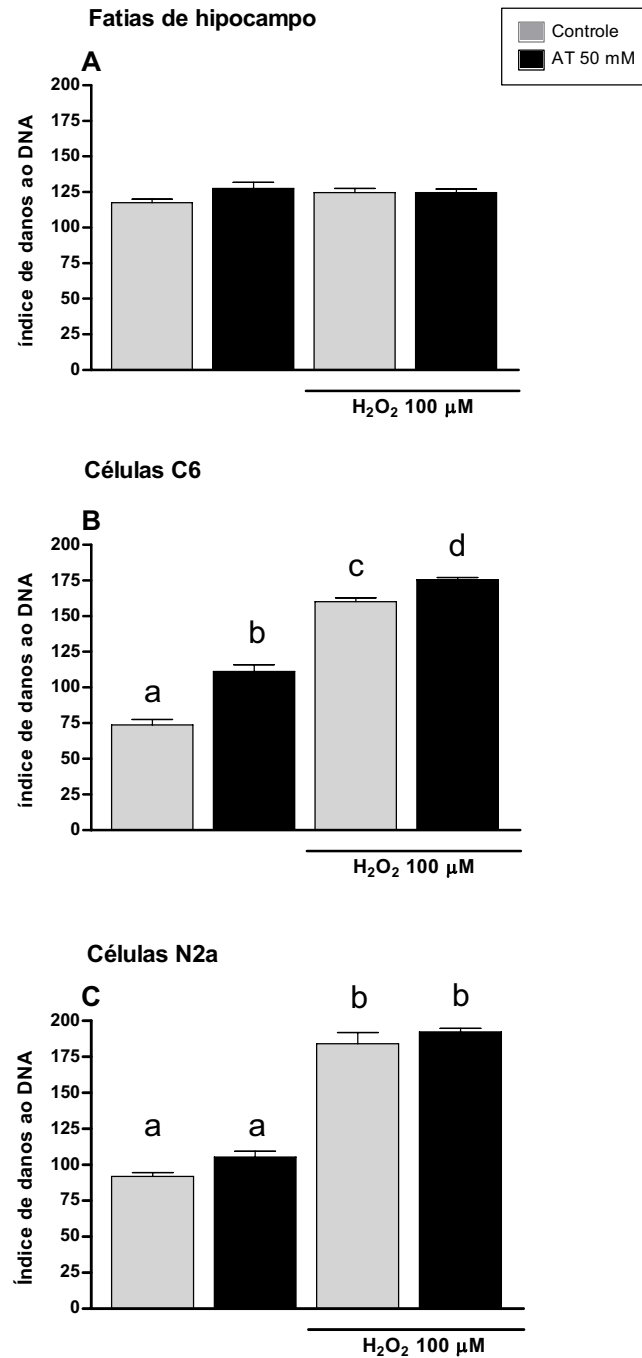 Fatias de hipocampo
Controle
AT 50 mM
A
índice de danos ao DNA
200
175
150
125
100
75
50
25
0
H₂O₂ 100 µM
Células C6
B
índice de danos ao DNA
200
175
150
125
100
75
50
25
0
a
b
c
d
H₂O₂ 100 µM
Células N2a
C
índice de danos ao DNA
200
175
150
125
100
75
50
25
0
a
a
b
b
H₂O₂ 100 µM